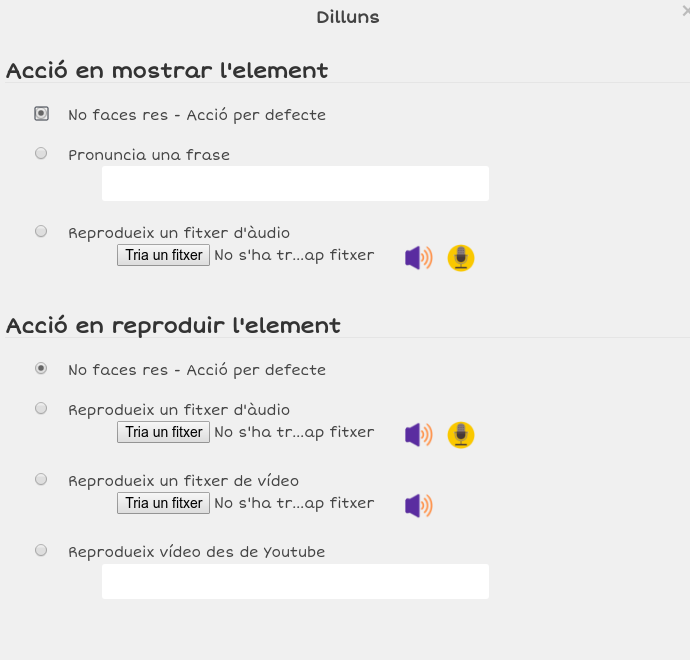 Dilluns
Acció en mostrar l'element
No faces res - Acció per defecte
Pronuncia una frase
Reprodueix un fitxer d'àudio
Tria un fitxer No s'ha tr...ap fitxer
Acció en reproduir l'element
No faces res - Acció per defecte
Reprodueix un fitxer d'àudio
Tria un fitxer No s'ha tr...ap fitxer
Reprodueix un fitxer de vídeo
Tria un fitxer No s'ha tr...ap fitxer
Reprodueix vídeo des de Youtube